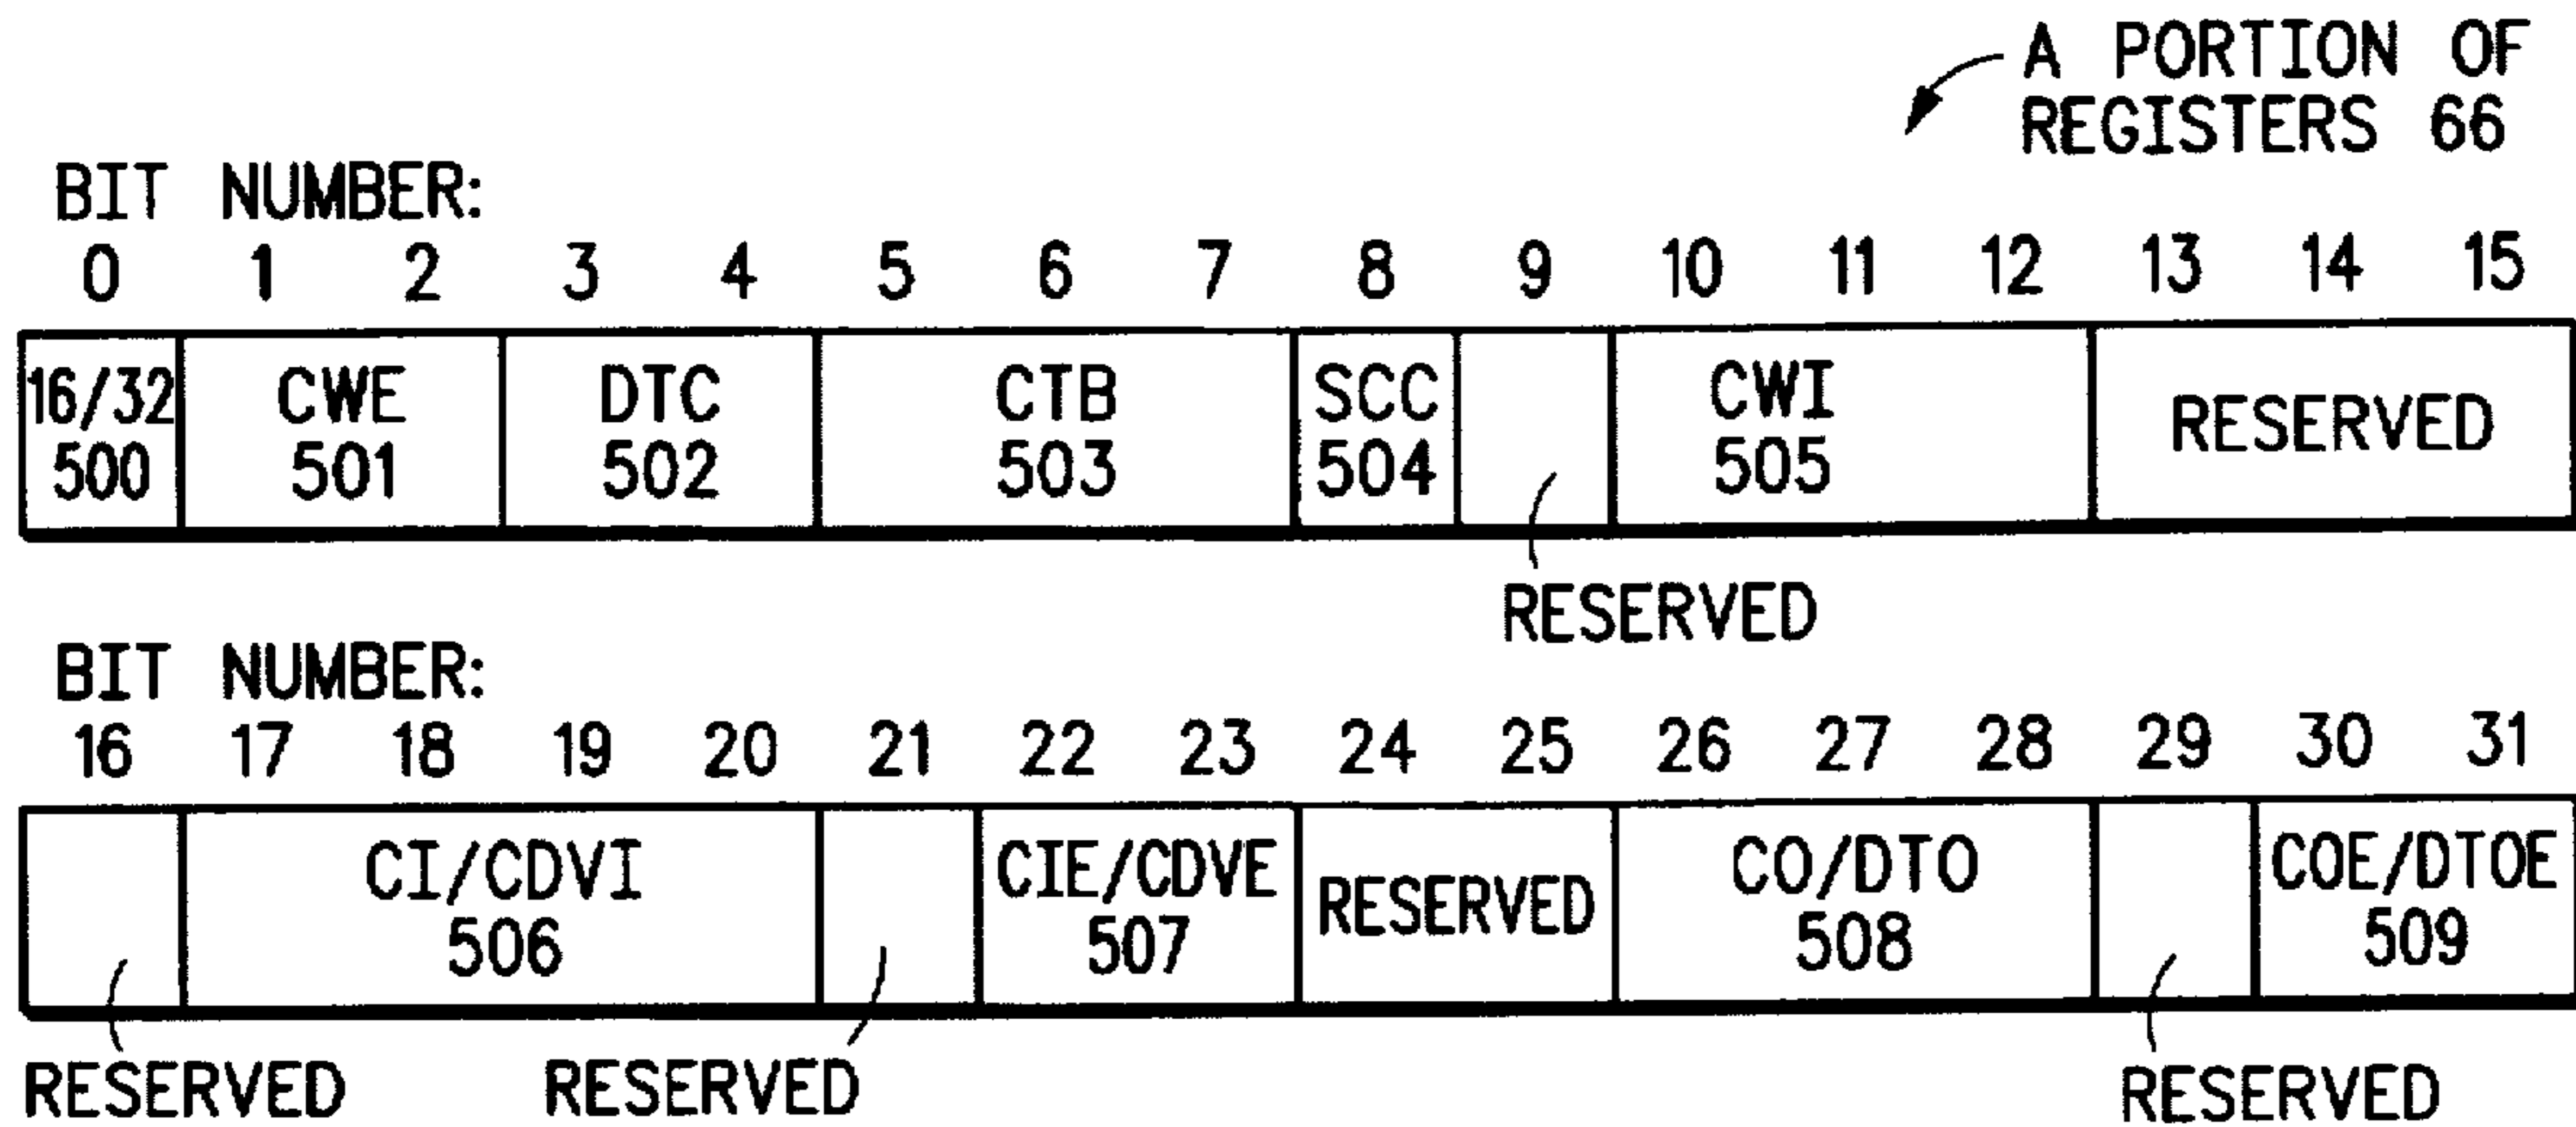 A PORTION OF
REGISTERS 66
BIT NUMBER:
0 1 2 3 4 5 6 7 8 9 10 11 12 13 14 15
16/32 CWE DTC CTB SCC CWI RESERVED
500 501 502 503 504 505
RESERVED
BIT NUMBER:
16 17 18 19 20 21 22 23 24 25 26 27 28 29 30 31
CI/CDVI CIE/CDVE RESERVED CO/DTO COE/DTOE
506 507 508 509
RESERVED RESERVED RESERVED